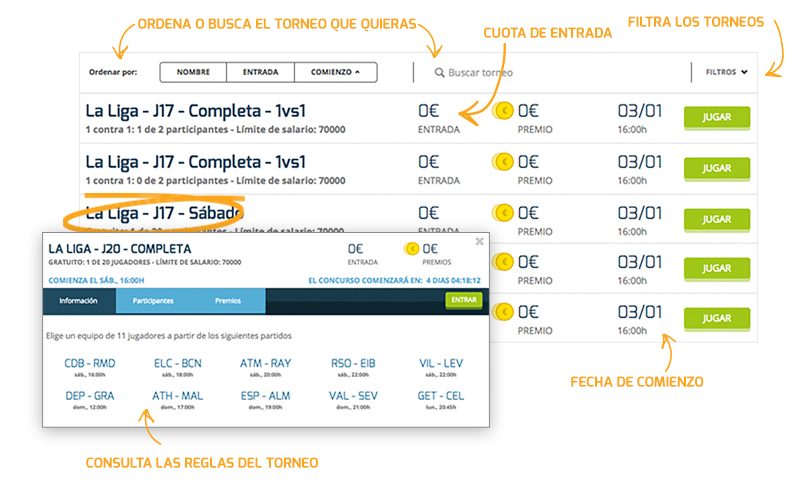 ORDENA O BUSCA EL TORNEO QUE QUIERAS
CUOTA DE ENTRADA
FILTRA LOS TORNEOS
Ordenar por: NOMBRE ENTRADA COMIENZO Buscar torneo FILTROS
La Liga - J17 - Completa - 1vs1 0€ € 0€ 03/01 JUGAR
1 contra 1: 1 de 2 participantes - Límite de salario: 70000 ENTRADA PREMIO 16:00h
La Liga - J17 - Completa - 1vs1 0€ € 0€ 03/01 JUGAR
1 contra 1: 0 de 2 participantes - Límite de salario: 70000 ENTRADA PREMIO 16:00h
La Liga - J17 - Sábado 0€ € 0€ 03/01 JUGAR
Gratuito: 1 de 20 participantes - Límite de salario: 70000 ENTRADA PREMIO 16:00h
€ 0€ 03/01 JUGAR
PREMIO 16:00h
€ 0€ 03/01 JUGAR
PREMIO 16:00h
LA LIGA - J20 - COMPLETA 0€ € 0€
GRATUITO: 1 DE 20 JUGADORES - LÍMITE DE SALARIO: 70000 ENTRADA PREMIOS
COMIENZA EL SÁB., 16:00H EL CONCURSO COMENZARÁ EN: 4 DIAS 04:18:12
Información Participantes Premios ENTRAR
Elige un equipo de 11 jugadores a partir de los siguientes partidos
CDB - RMD ELC - BCN ATM - RAY RSO - EIB VIL - LEV
sáb., 16:00h sáb., 18:00h sáb., 20:00h sáb., 22:00h sáb., 22:00h
DEP - GRA ATH - MAL ESP - ALM VAL - SEV GET - CEL
dom., 12:00h dom., 17:00h dom., 19:00h dom., 21:00h lun., 20:45h
FECHA DE COMIENZO
CONSULTA LAS REGLAS DEL TORNEO